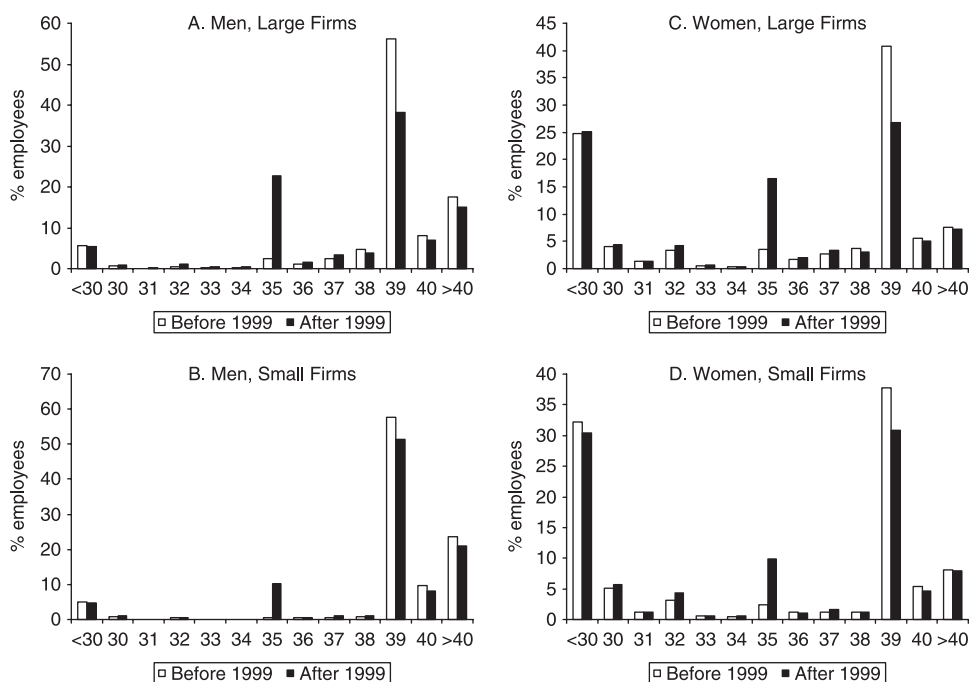 A. Men, Large Firms
% employees
60
50
40
30
20
10
0
<30 30 31 32 33 34 35 36 37 38 39 40 >40
Before 1999 After 1999
C. Women, Large Firms
% employees
45
40
35
30
25
20
15
10
5
0
<30 30 31 32 33 34 35 36 37 38 39 40 >40
Before 1999 After 1999
B. Men, Small Firms
% employees
70
60
50
40
30
20
10
0
<30 30 31 32 33 34 35 36 37 38 39 40 >40
Before 1999 After 1999
D. Women, Small Firms
% employees
40
35
30
25
20
15
10
5
0
<30 30 31 32 33 34 35 36 37 38 39 40 >40
Before 1999 After 1999